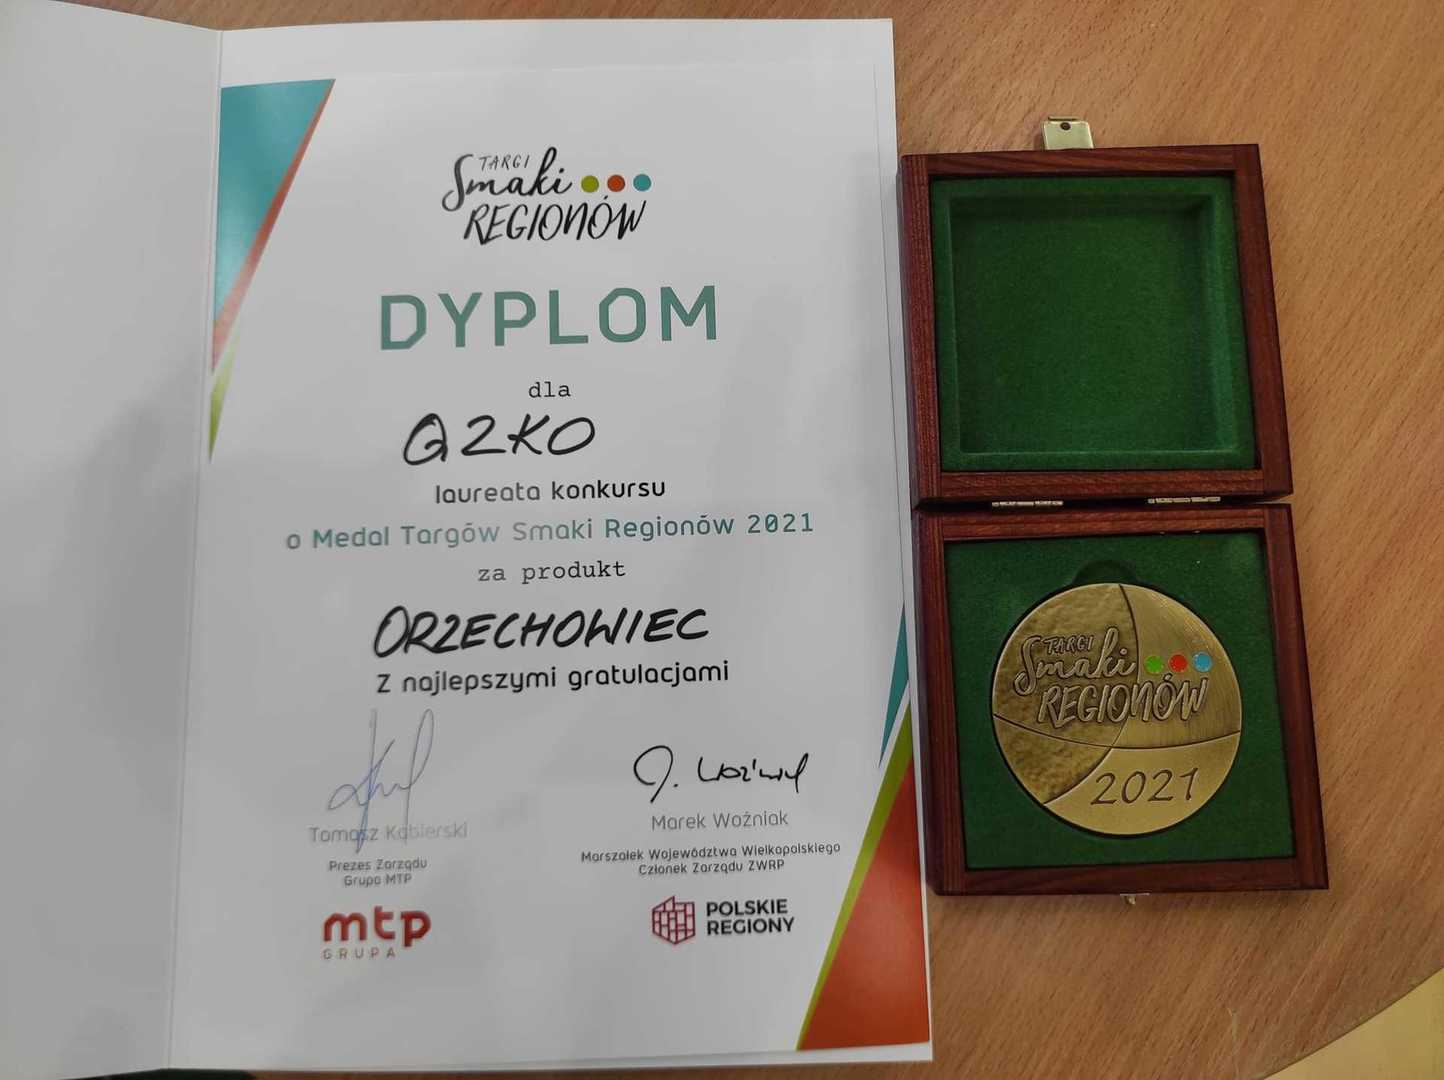 TARGI
Smaki
REGIONÓW
DYPLOM
dla
QZKO
laureata konkursu
o Medal Targów Smaki Regionów 2021
za produkt
ORZECHOWIEC
Z najlepszymi gratulacjami
J. Woźniak
Tomasz Kobierski
Marek Woźniak
Prezes Zarządu
Grupa MTP
Marszałek Województwa Wielkopolskiego
Członek Zarządu ZWRP
mtp
GRUPA
POLSKIE
REGIONY
TARGI
Smaki
REGIONÓW
2021